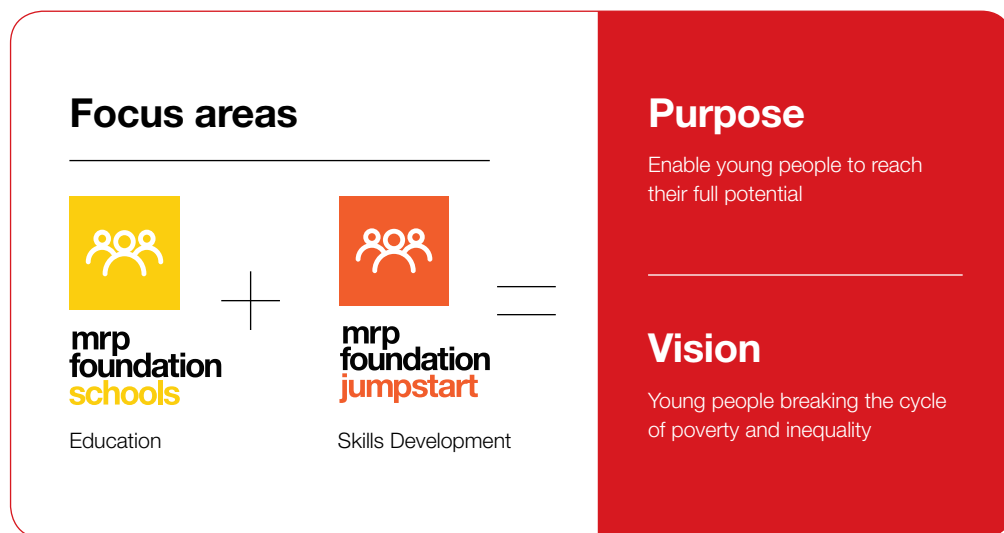 Focus areas
mrp
foundation
schools
Education
mrp
foundation
jumpstart
Skills Development
Purpose
Enable young people to reach
their full potential
Vision
Young people breaking the cycle
of poverty and inequality